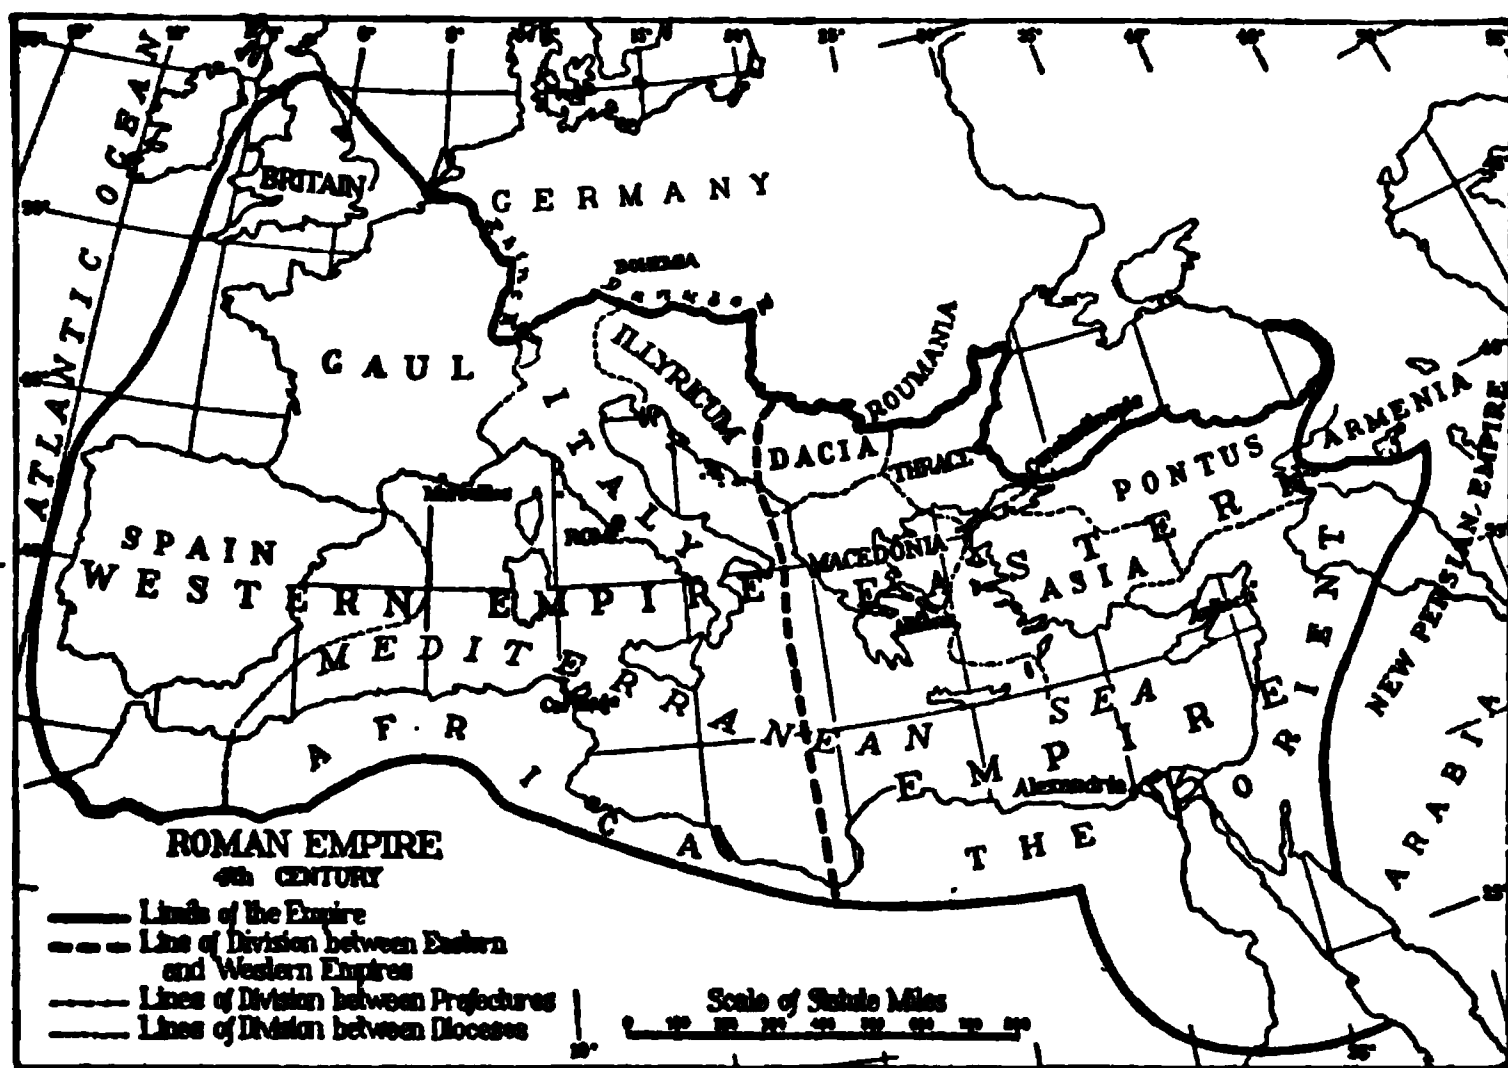 ATLANTIC OCEAN
BRITAIN
GERMANY
BOHEMIA
GAUL
ITALY
ILLYRICUM
ROUMANIA
DACIA
THRACE
PONTUS
ARMENIA
NEW PERSIAN EMPIRE
SPAIN
Marseilles
ROME
MACEDONIA
ASIA
WESTERN EMPIRE
EASTERN EMPIRE
MEDITERRANEAN SEA
Carthage
AFRICA
Alexandria
THE ORIENT
ARABIA
ROMAN EMPIRE
4th CENTURY
Limits of the Empire
Line of Division between Eastern
and Western Empires
Lines of Division between Prefectures
Lines of Division between Dioceses
Scale of Statute Miles